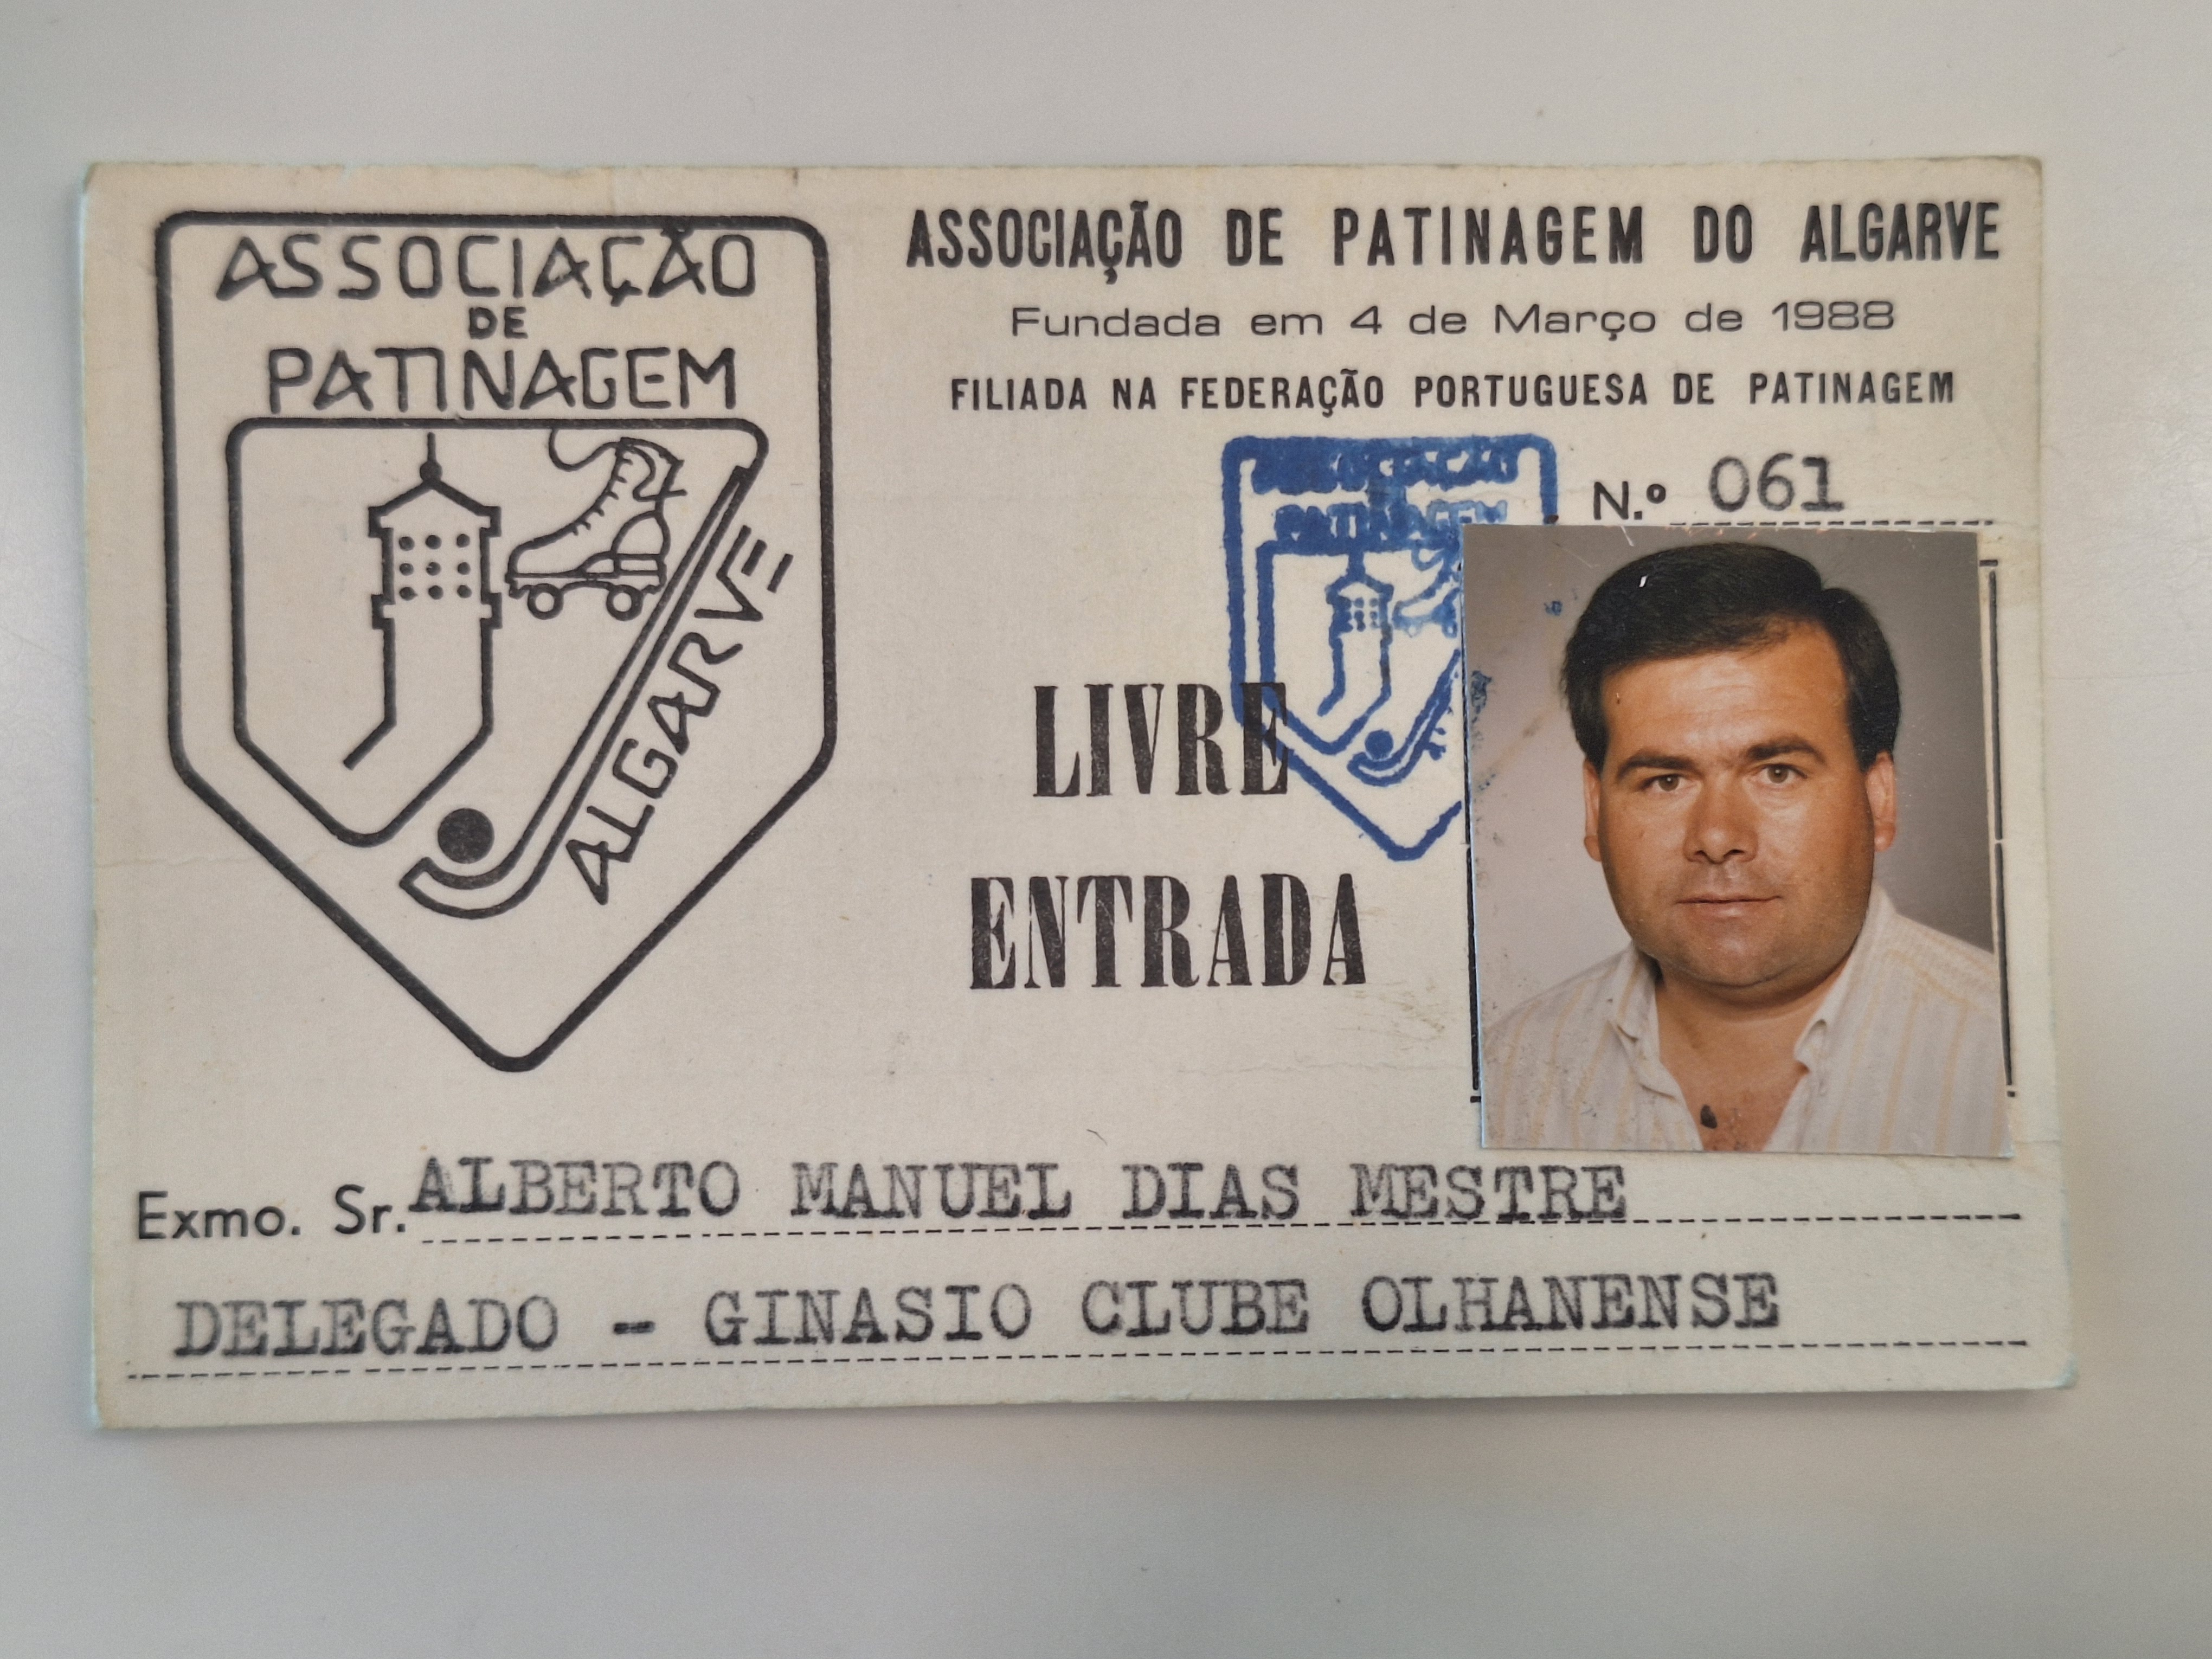 ASSOCIAÇÃO
DE
PATINAGEM
ALGARVE
ASSOCIAÇÃO DE PATINAGEM DO ALGARVE
Fundada em 4 de Março de 1988
FILIADA NA FEDERAÇÃO PORTUGUESA DE PATINAGEM
N.º 061
PATINAGEM
LIVRE
ENTRADA
Exmo. Sr. ALBERTO MANUEL DIAS MESTRE
DELEGADO - GINASIO CLUBE OLHANENSE